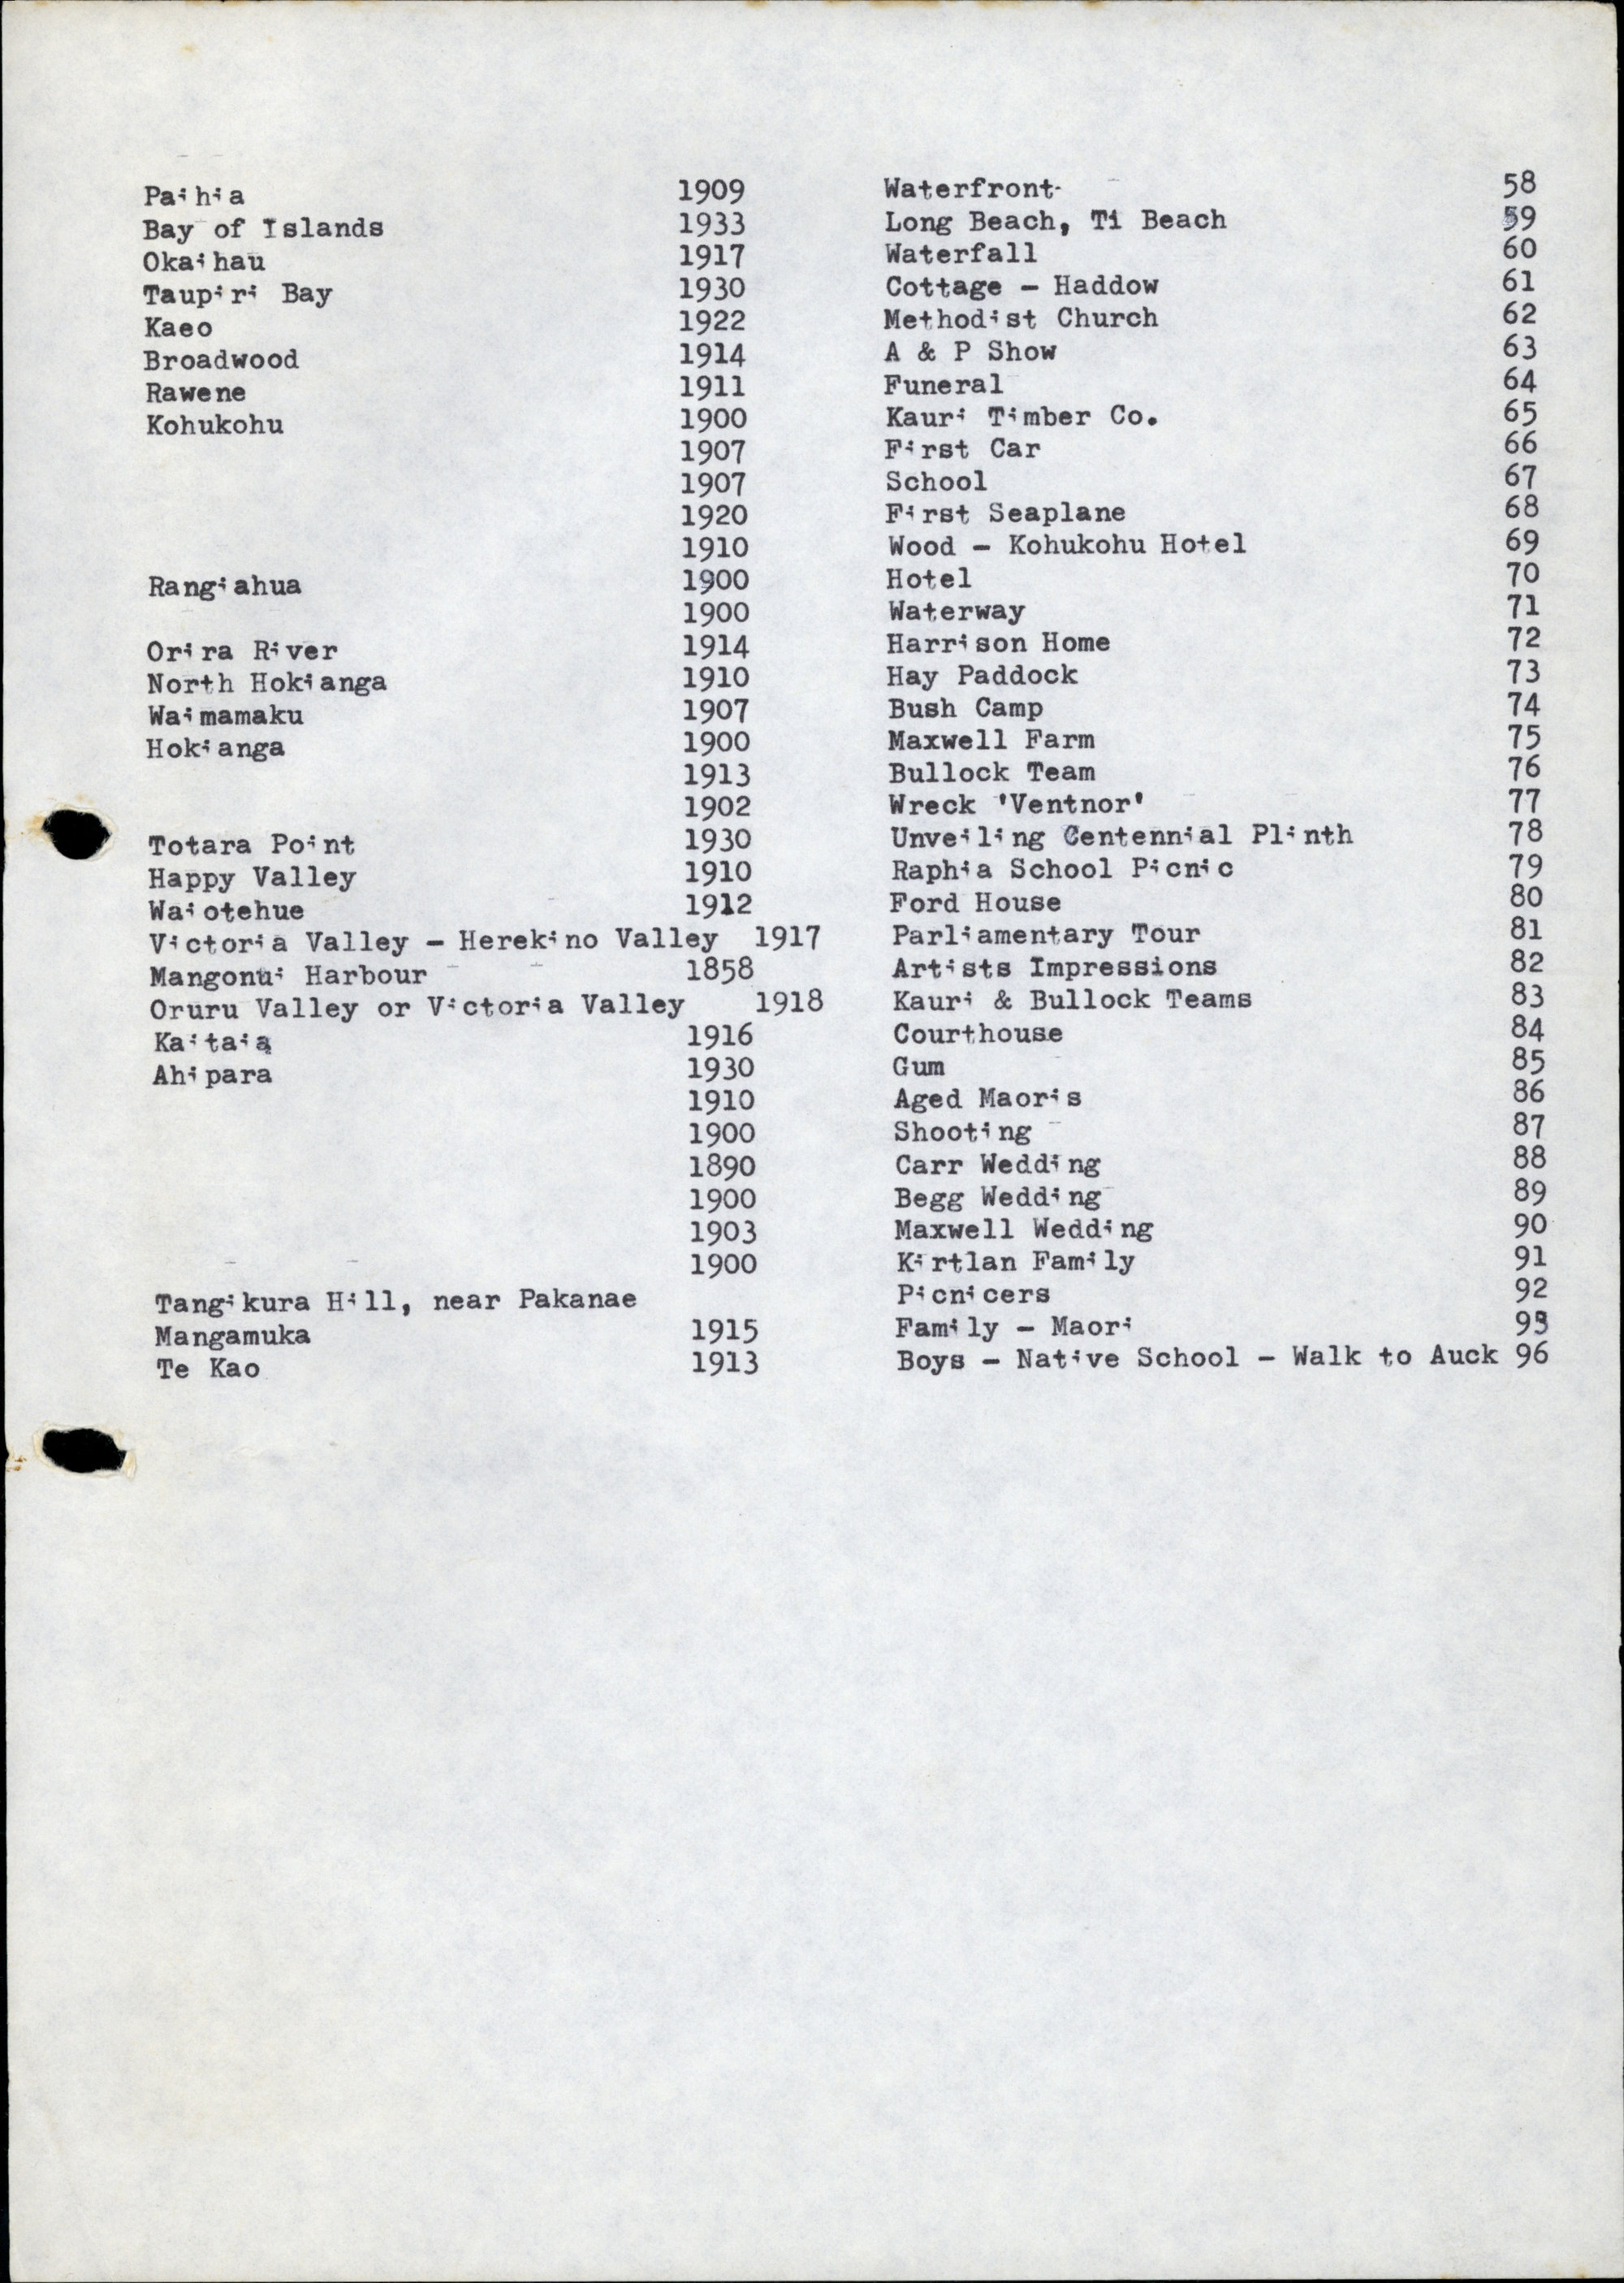 Paihia 1909 Waterfront 58
Bay of Islands 1933 Long Beach, Ti Beach 59
Okaihau 1917 Waterfall 60
Taupiri Bay 1930 Cottage - Haddow 61
Kaeo 1922 Methodist Church 62
Broadwood 1914 A & P Show 63
Rawene 1911 Funeral 64
Kohukohu 1900 Kauri Timber Co. 65
1907 First Car 66
1907 School 67
1920 First Seaplane 68
1910 Wood - Kohukohu Hotel 69
Rangiahua 1900 Hotel 70
1900 Waterway 71
Orira River 1914 Harrison Home 72
North Hokianga 1910 Hay Paddock 73
Waimamaku 1907 Bush Camp 74
Hokianga 1900 Maxwell Farm 75
1913 Bullock Team 76
1902 Wreck 'Ventnor' 77
Totara Point 1930 Unveiling Centennial Plinth 78
Happy Valley 1910 Raphia School Picnic 79
Waiotehue 1912 Ford House 80
Victoria Valley - Herekino Valley 1917 Parliamentary Tour 81
Mangonui Harbour 1858 Artists Impressions 82
Oruru Valley or Victoria Valley 1918 Kauri & Bullock Teams 83
Kaitaia 1916 Courthouse 84
Ahipara 1930 Gum 85
1910 Aged Maoris 86
1900 Shooting 87
1890 Carr Wedding 88
1900 Begg Wedding 89
1903 Maxwell Wedding 90
1900 Kirtlan Family 91
Tangikura Hill, near Pakanae Picnicers 92
Mangamuka 1915 Family - Maori 93
Te Kao 1913 Boys - Native School - Walk to Auck 96